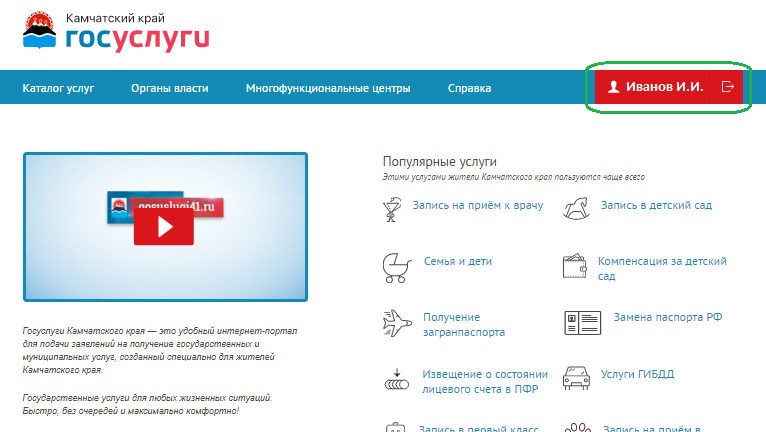 Камчатский край
госуслуги
Каталог услуг
Органы власти
Многофункциональные центры
Справка
Иванов И.И.
gosuslugi41.ru
Госуслуги Камчатского края — это удобный интернет-портал
для подачи заявлений на получение государственных и
муниципальных услуг, созданный специально для жителей
Камчатского края.
Государственные услуги для любых жизненных ситуаций.
Быстро, без очередей и максимально комфортно!
Популярные услуги
Этими услугами жители Камчатского края пользуются чаще всего
Запись на приём к врачу
Запись в детский сад
Семья и дети
Компенсация за детский
сад
Получение
загранпаспорта
Замена паспорта РФ
Извещение о состоянии
лицевого счета в ПФР
Услуги ГИБДД
Запись в первый класс
Запись на приём в